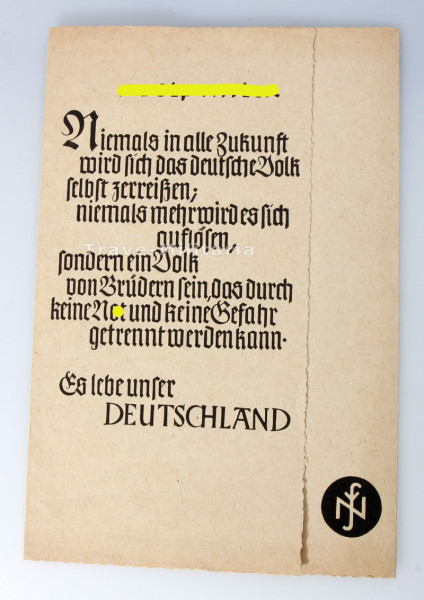 Niemals in alle Zukunft
wird sich das deutsche Volk
selbst zerreißen;
niemals mehr wird es sich
auflösen,
sondern ein Volk
von Brüdern sein, das durch
keine und keine Gefahr
getrennt werden kann.
Es lebe unser
DEUTSCHLAND